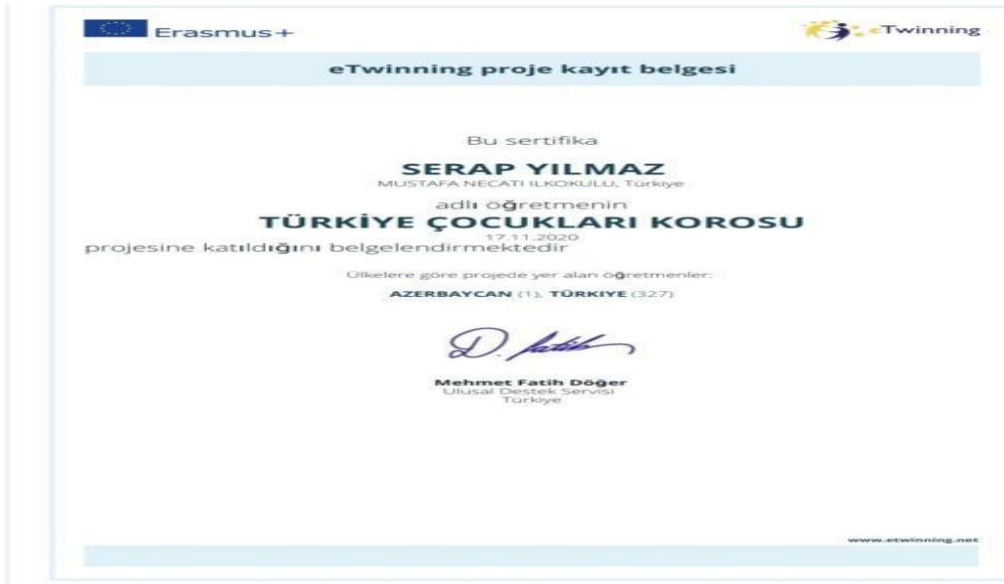 Erasmus+
eTwinning
eTwinning proje kayıt belgesi
Bu sertifika
SERAP YILMAZ
MUSTAFA NECATI ILKOKULU, Türkiye
adlı öğretmenin
TÜRKİYE ÇOCUKLARI KOROSU
17.11.2020
projesine katıldığını belgelendirmektedir
Ülkelere göre projede yer alan öğretmenler:
AZERBAYCAN (1), TÜRKIYE (327)
D. fatih
Mehmet Fatih Döğer
Ulusal Destek Servisi
Türkiye
www.etwinning.net